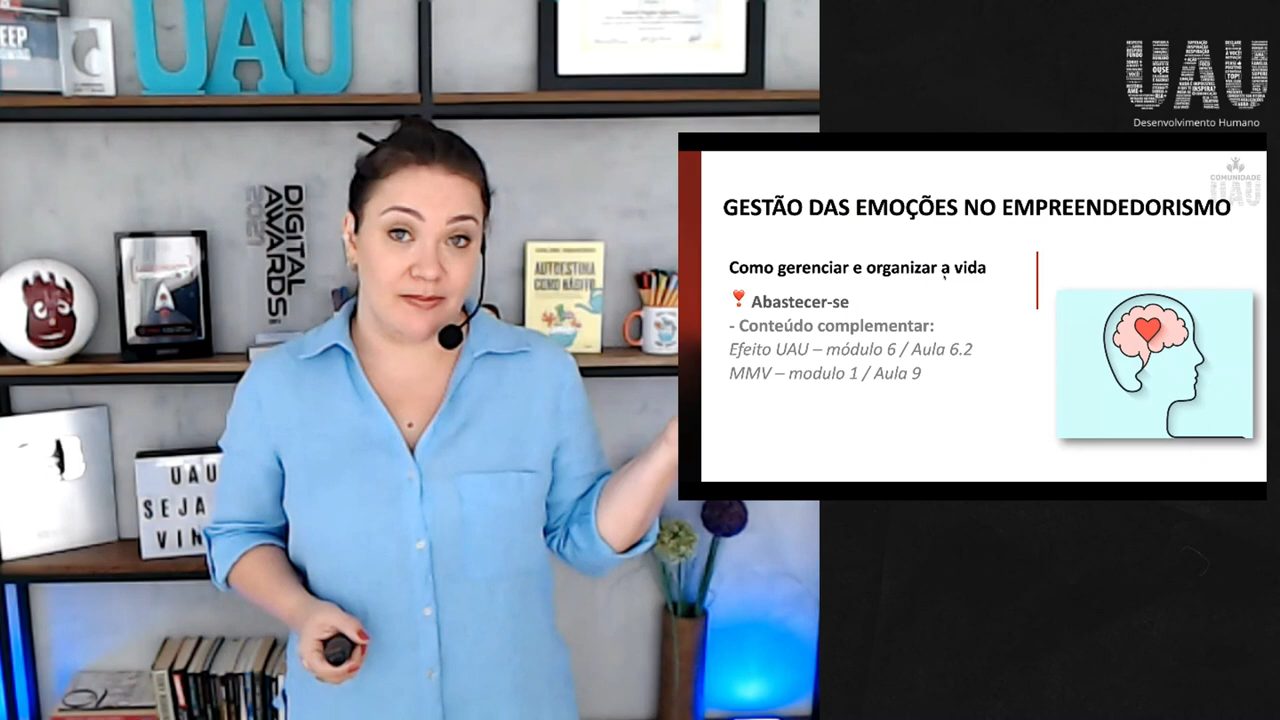 EEP
UAU
DIGITAL
AWARDS
2021
AUTOESTIMA
COMO HÁBITO
UAU
SEJA
VIN
UAU
Desenvolvimento Humano
COMUNIDADE
UAU
GESTÃO DAS EMOÇÕES NO EMPREENDEDORISMO
Como gerenciar e organizar a vida
Abastecer-se
- Conteúdo complementar:
Efeito UAU – módulo 6 / Aula 6.2
MMV – modulo 1 / Aula 9